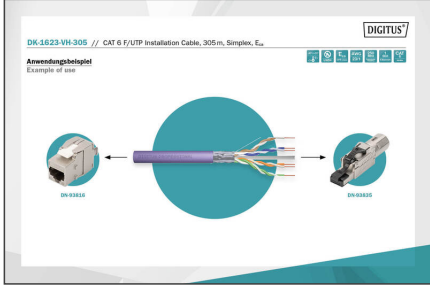 DIGITUS®
DK-1623-VH-305 // CAT 6 F/UTP Installation Cable, 305 m, Simplex, Eca
Anwendungsbeispiel
Example of use
DN-93616
DN-93835